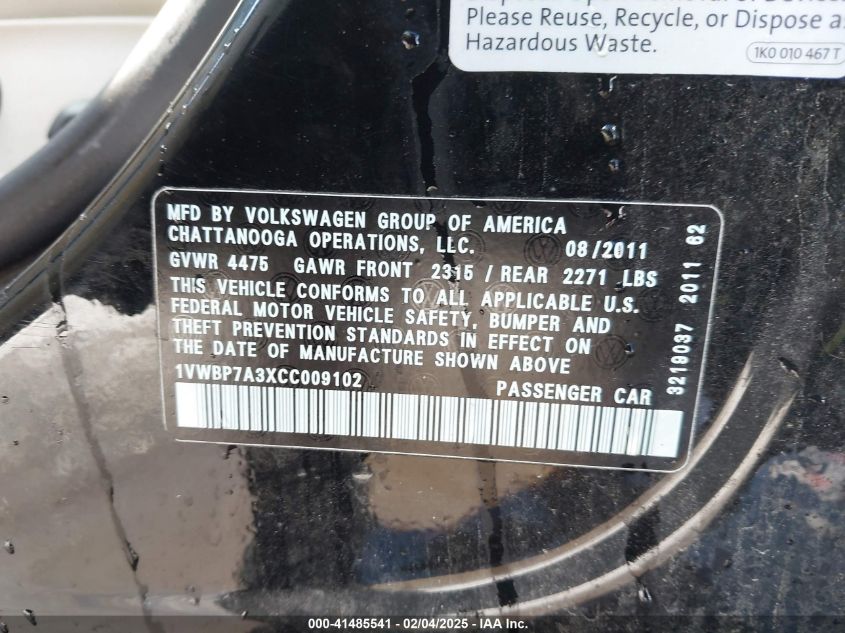 Please Reuse, Recycle, or Dispose a
Hazardous Waste.
1K0 010 467 T
MFD BY VOLKSWAGEN GROUP OF AMERICA
CHATTANOOGA OPERATIONS, LLC. 08/2011
GVWR 4475 GAWR FRONT 2315 / REAR 2271 LBS
THIS VEHICLE CONFORMS TO ALL APPLICABLE U.S.
FEDERAL MOTOR VEHICLE SAFETY, BUMPER AND
THEFT PREVENTION STANDARDS IN EFFECT ON
THE DATE OF MANUFACTURE SHOWN ABOVE
1VWBP7A3XCC009102 PASSENGER CAR
3219037 2011 62
000-41485541 - 02/04/2025 - IAA Inc.